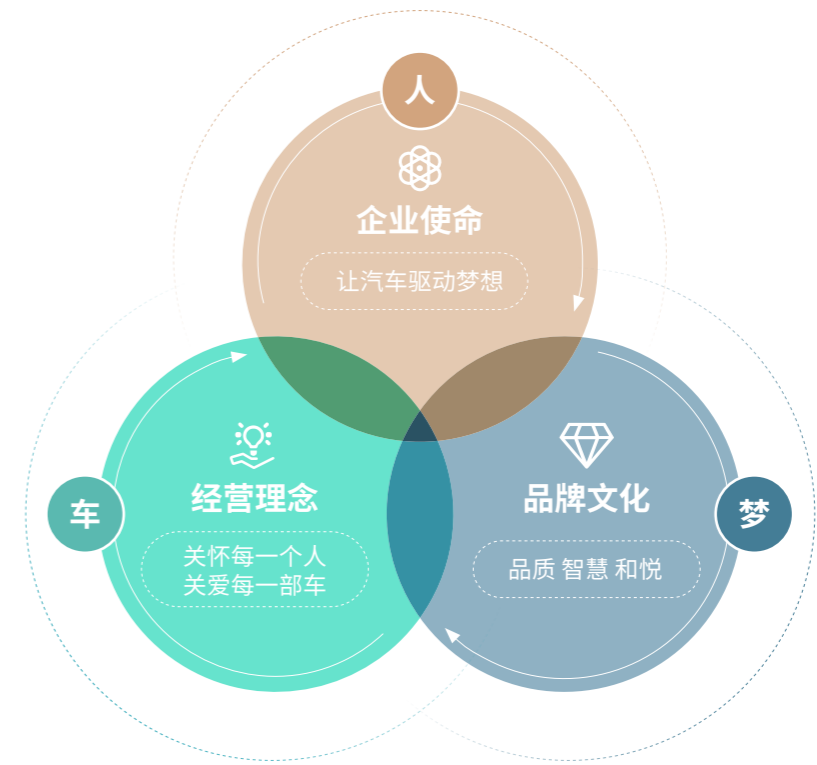 人
企业使命
让汽车驱动梦想
车
经营理念
关怀每一个人
关爱每一部车
品牌文化
品质 智慧 和悦
梦